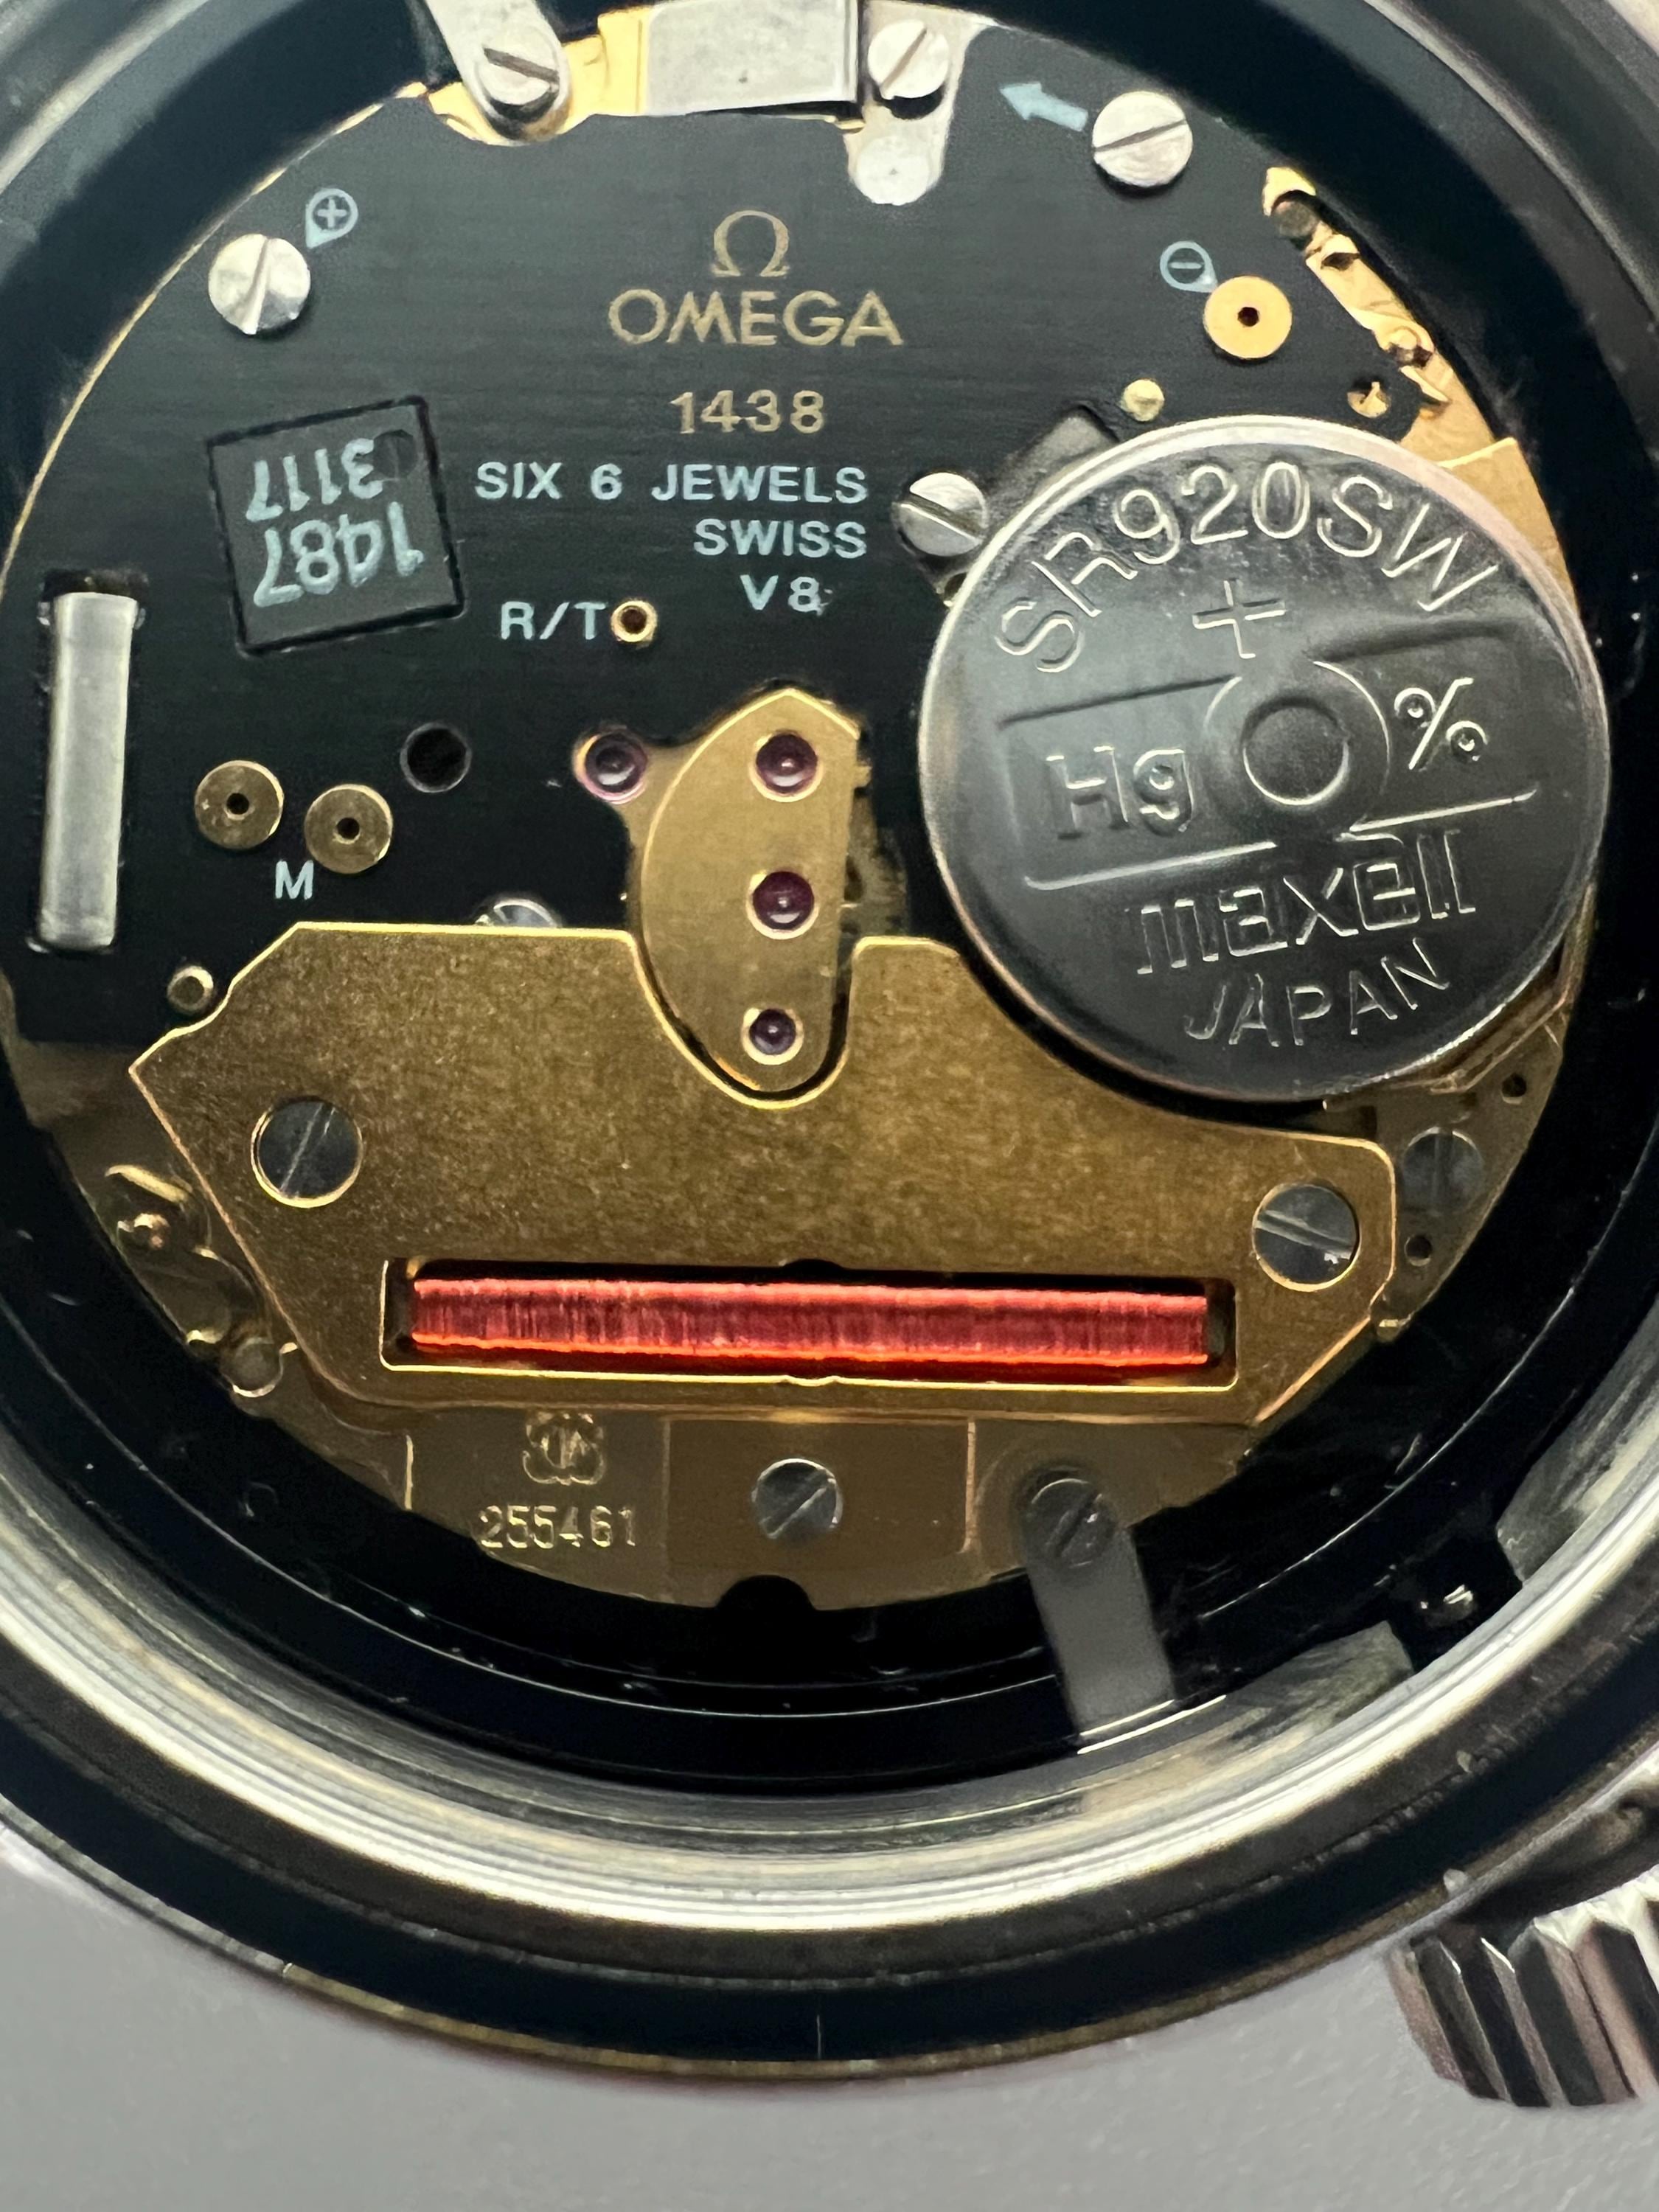 Ω
OMEGA
1438
SIX 6 JEWELS
SWISS
V8
R/T
M
1487
3117
+
-
SR920SW
+
Hg 0%
maxell
JAPAN
255461